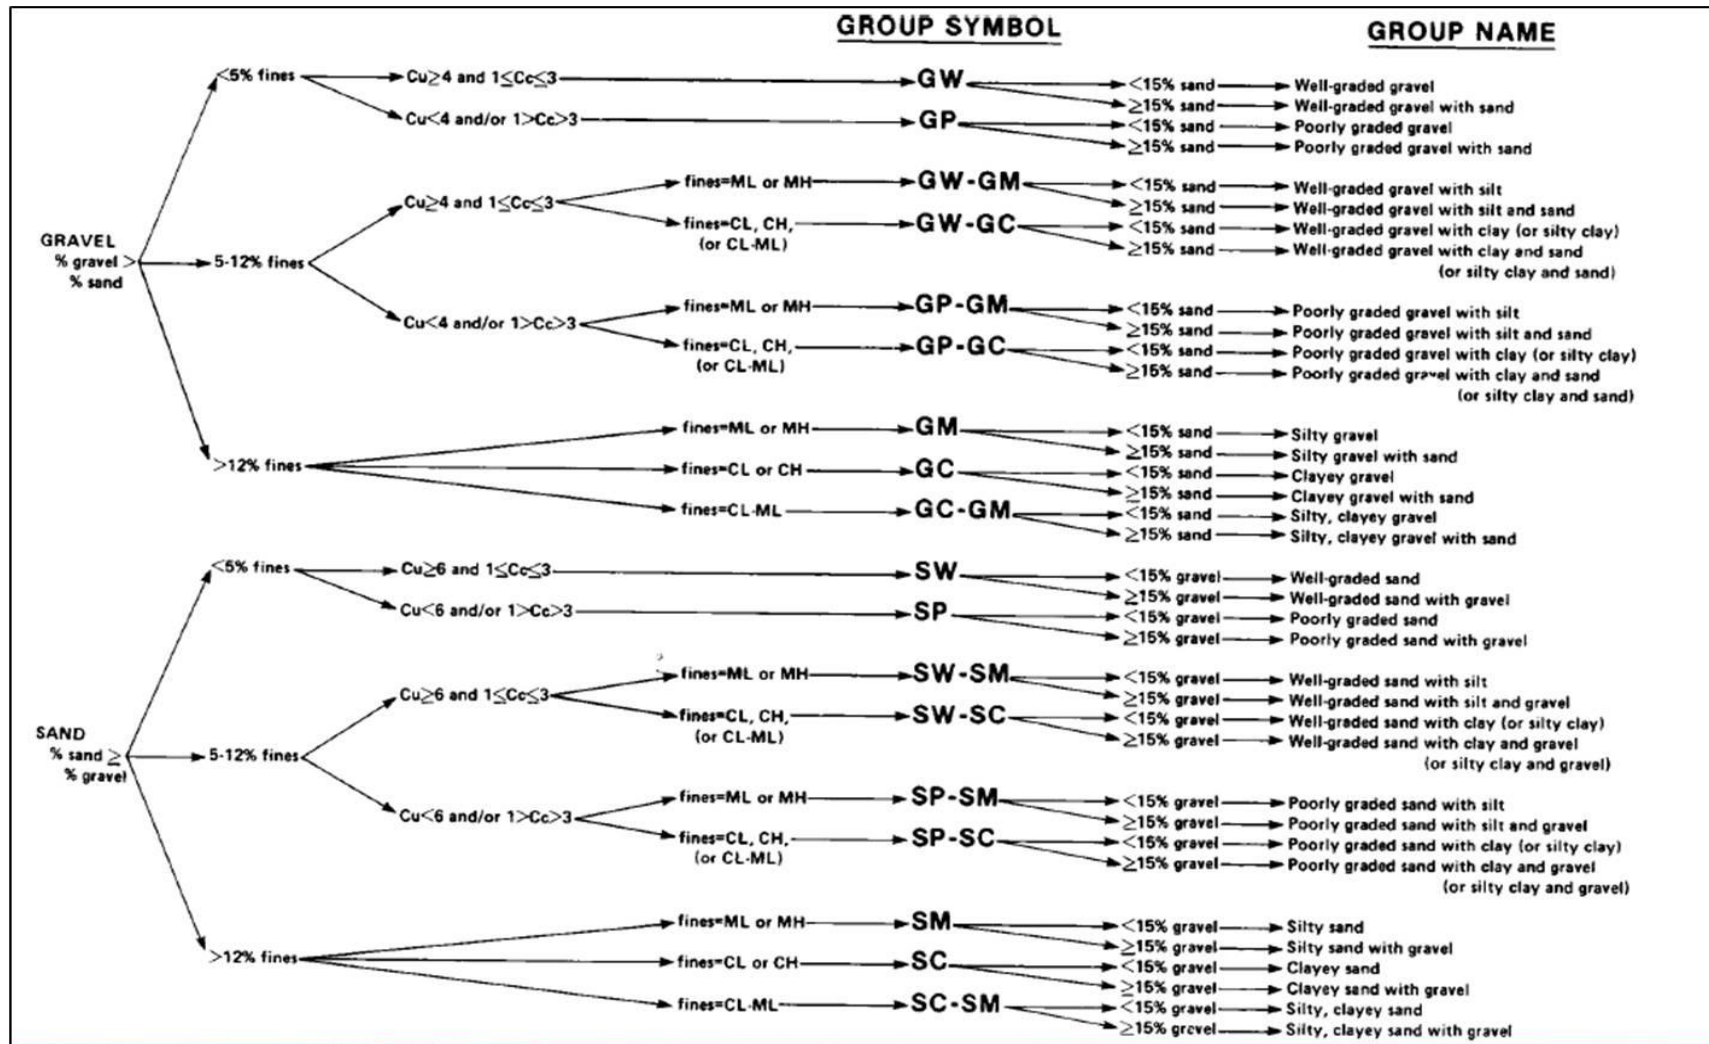 GROUP SYMBOL GROUP NAME
<5% fines Cu≥4 and 1≤Cc≤3 GW <15% sand Well-graded gravel
≥15% sand Well-graded gravel with sand
Cu<4 and/or 1>Cc>3 GP <15% sand Poorly graded gravel
≥15% sand Poorly graded gravel with sand
Cu≥4 and 1≤Cc≤3 fines=ML or MH GW-GM <15% sand Well-graded gravel with silt
≥15% sand Well-graded gravel with silt and sand
fines=CL, CH, GW-GC <15% sand Well-graded gravel with clay (or silty clay)
(or CL-ML) ≥15% sand Well-graded gravel with clay and sand
(or silty clay and sand)
GRAVEL
% gravel > 5-12% fines
% sand
Cu<4 and/or 1>Cc>3 fines=ML or MH GP-GM <15% sand Poorly graded gravel with silt
≥15% sand Poorly graded gravel with silt and sand
fines=CL, CH, GP-GC <15% sand Poorly graded gravel with clay (or silty clay)
(or CL-ML) ≥15% sand Poorly graded gravel with clay and sand
(or silty clay and sand)
fines=ML or MH GM <15% sand Silty gravel
≥15% sand Silty gravel with sand
>12% fines fines=CL or CH GC <15% sand Clayey gravel
≥15% sand Clayey gravel with sand
fines=CL-ML GC-GM <15% sand Silty, clayey gravel
≥15% sand Silty, clayey gravel with sand
<5% fines Cu≥6 and 1≤Cc≤3 SW <15% gravel Well-graded sand
≥15% gravel Well-graded sand with gravel
Cu<6 and/or 1>Cc>3 SP <15% gravel Poorly graded sand
≥15% gravel Poorly graded sand with gravel
Cu≥6 and 1≤Cc≤3 fines=ML or MH SW-SM <15% gravel Well-graded sand with silt
≥15% gravel Well-graded sand with silt and gravel
fines=CL, CH, SW-SC <15% gravel Well-graded sand with clay (or silty clay)
(or CL-ML) ≥15% gravel Well-graded sand with clay and gravel
(or silty clay and gravel)
SAND
% sand ≥ 5-12% fines
% gravel
Cu<6 and/or 1>Cc>3 fines=ML or MH SP-SM <15% gravel Poorly graded sand with silt
≥15% gravel Poorly graded sand with silt and gravel
fines=CL, CH, SP-SC <15% gravel Poorly graded sand with clay (or silty clay)
(or CL-ML) ≥15% gravel Poorly graded sand with clay and gravel
(or silty clay and gravel)
fines=ML or MH SM <15% gravel Silty sand
≥15% gravel Silty sand with gravel
>12% fines fines=CL or CH SC <15% gravel Clayey sand
≥15% gravel Clayey sand with gravel
fines=CL-ML SC-SM <15% gravel Silty, clayey sand
≥15% gravel Silty, clayey sand with gravel